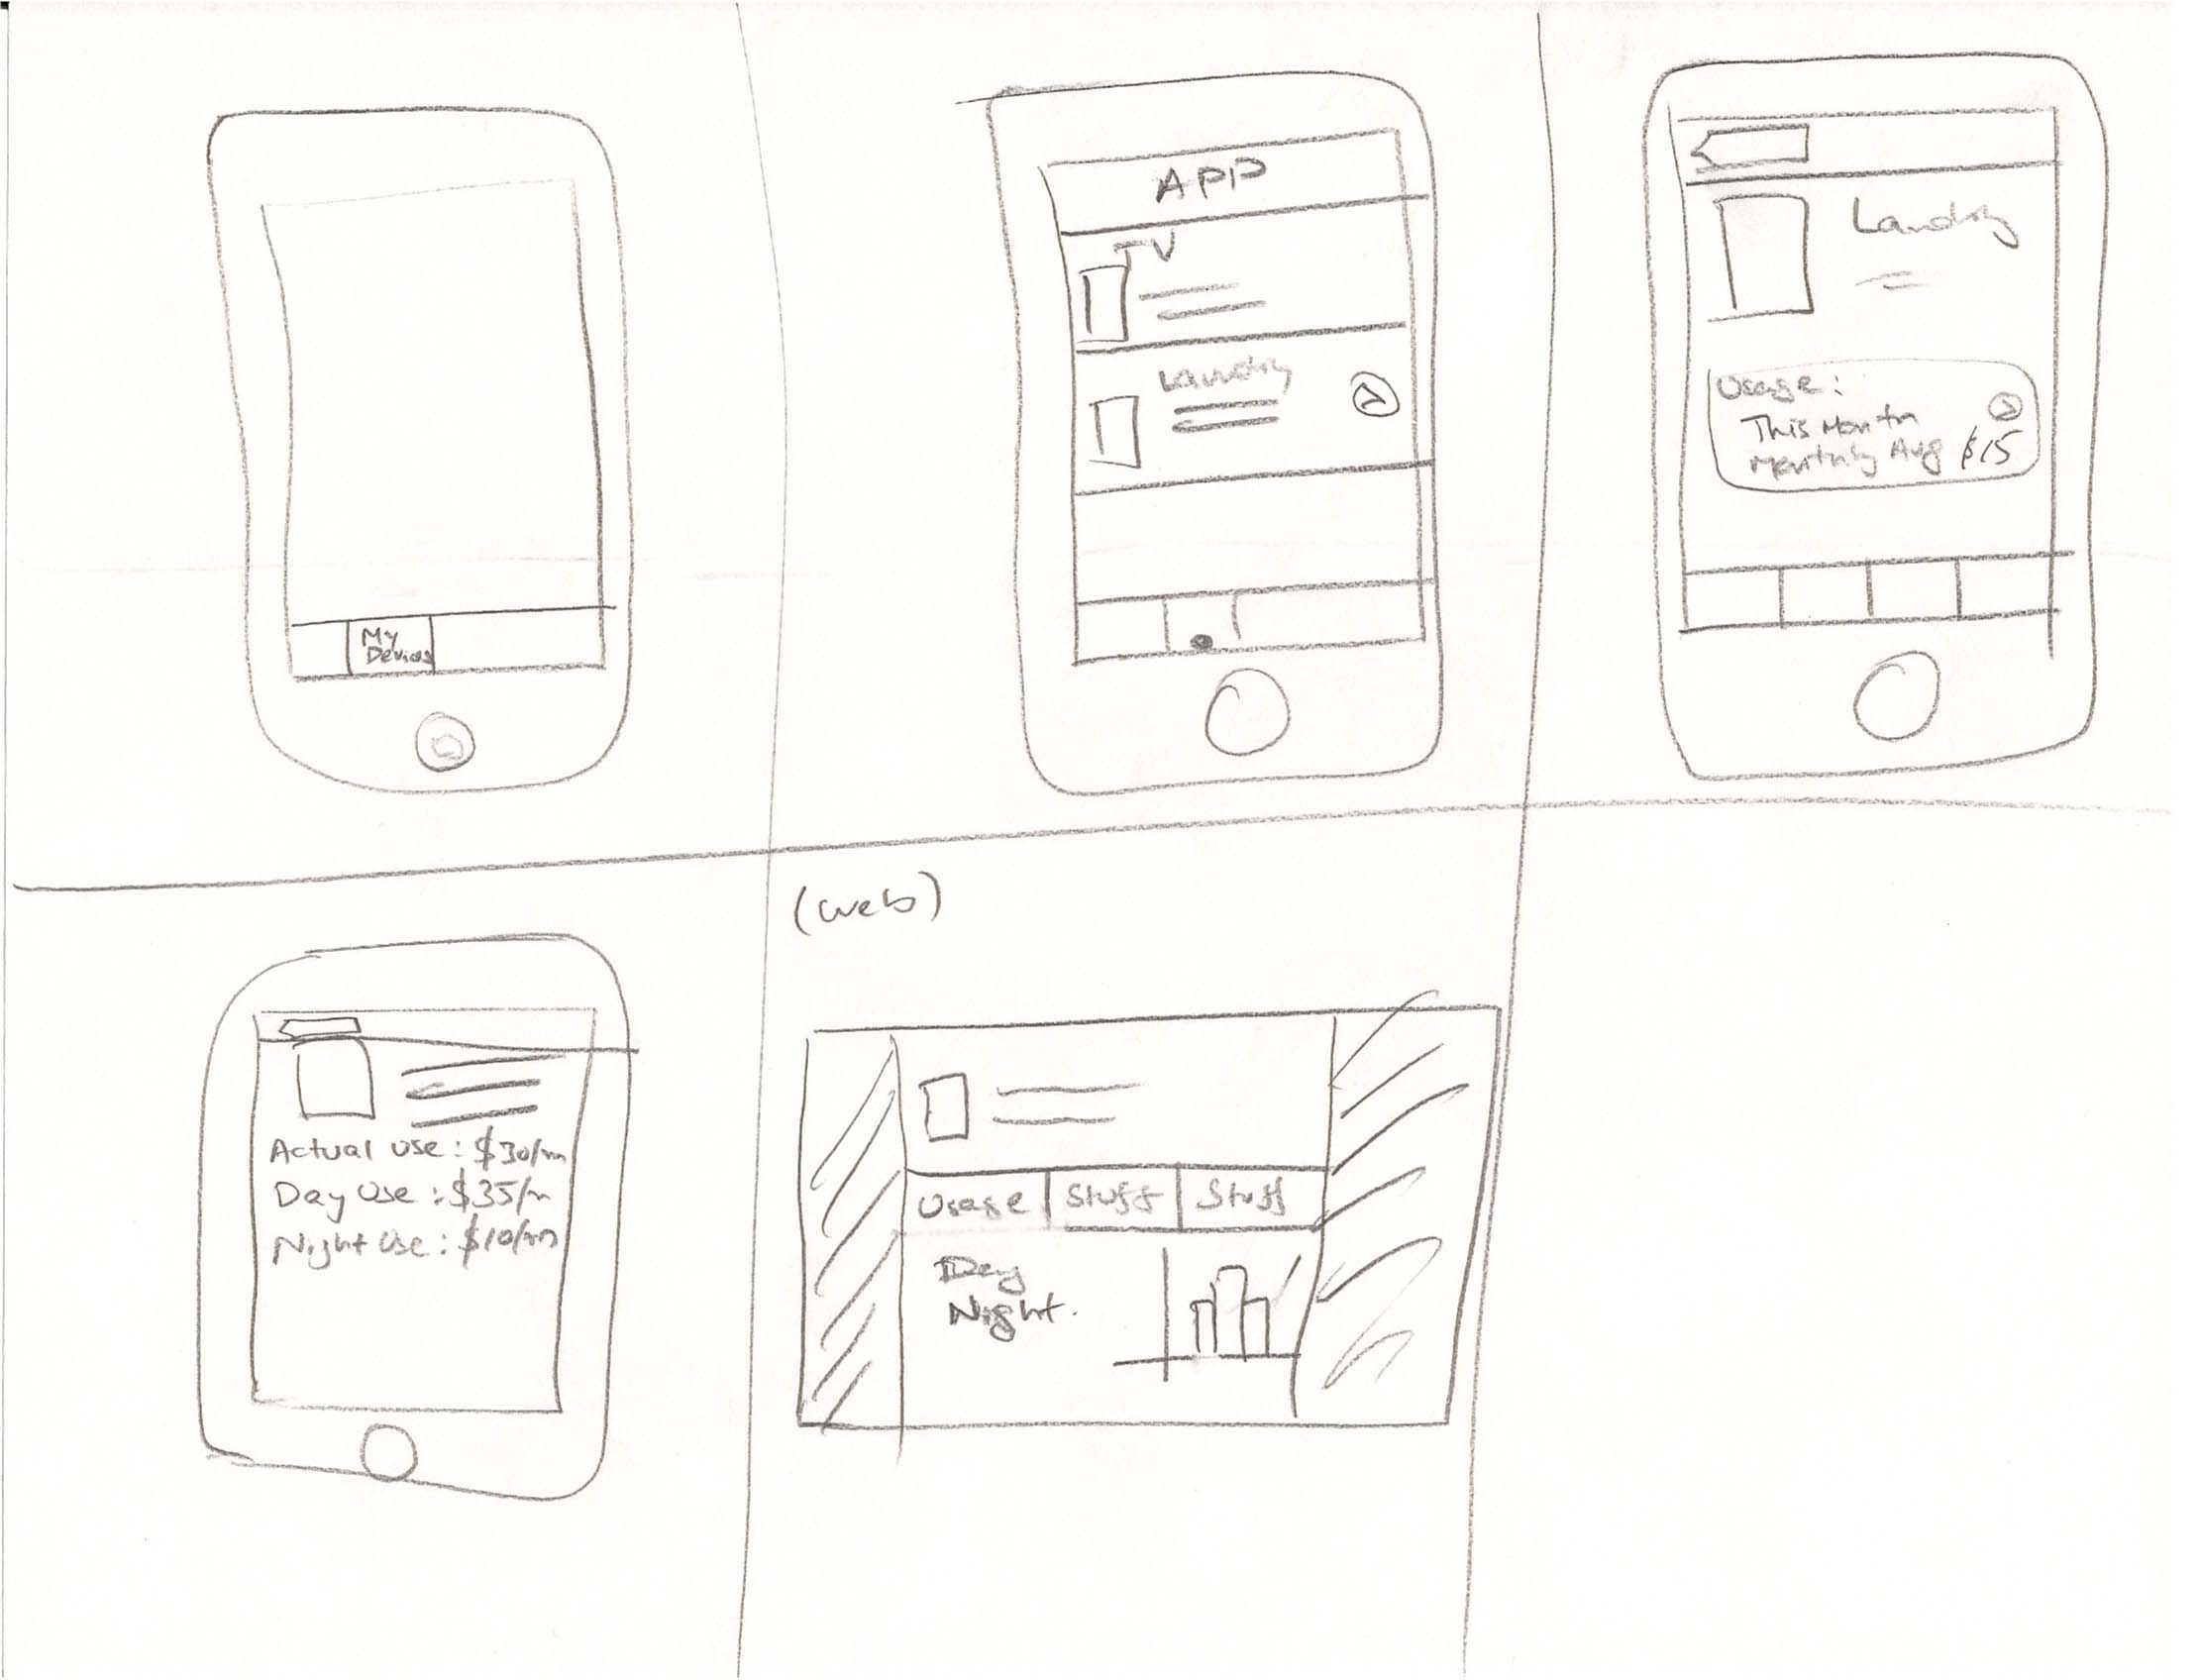 My
Devices
APP
TV
Laundry
Laundry
Usage:
This Month
Monthly Avg $15
(web)
Actual use: $30/m
Day use: $35/m
Night use: $10/m
Usage Stuff Stuff
Day
Night.